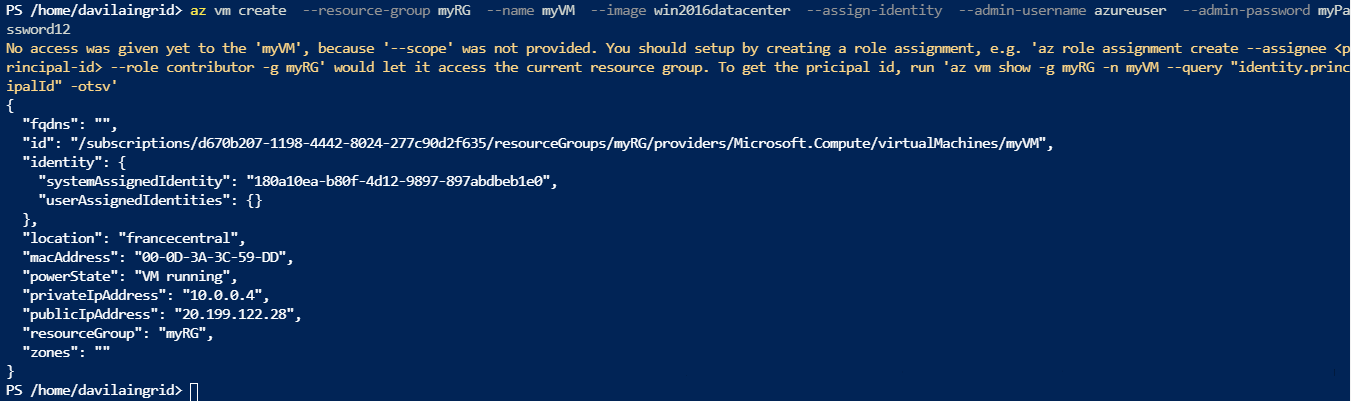 PS /home/davilaingrid> az vm create --resource-group myRG --name myVM --image win2016datacenter --assign-identity --admin-username azureuser --admin-password myPa
ssword12
No access was given yet to the 'myVM', because '--scope' was not provided. You should setup by creating a role assignment, e.g. 'az role assignment create --assignee <p
rincipal-id> --role contributor -g myRG' would let it access the current resource group. To get the pricipal id, run 'az vm show -g myRG -n myVM --query "identity.princ
ipalId" -otsv'
{
  "fqdns": "",
  "id": "/subscriptions/d670b207-1198-4442-8024-277c90d2f635/resourceGroups/myRG/providers/Microsoft.Compute/virtualMachines/myVM",
  "identity": {
    "systemAssignedIdentity": "180a10ea-b80f-4d12-9897-897abdbeb1e0",
    "userAssignedIdentities": {}
  },
  "location": "francecentral",
  "macAddress": "00-0D-3A-3C-59-DD",
  "powerState": "VM running",
  "privateIpAddress": "10.0.0.4",
  "publicIpAddress": "20.199.122.28",
  "resourceGroup": "myRG",
  "zones": ""
}
PS /home/davilaingrid>